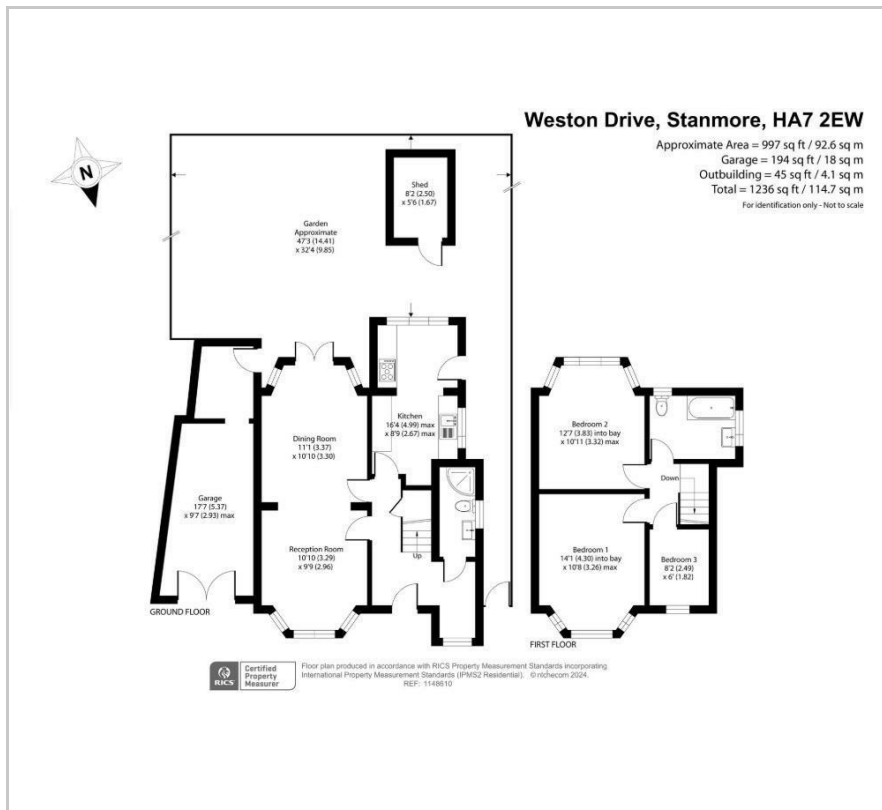 Weston Drive, Stanmore, HA7 2EW
Approximate Area = 997 sq ft / 92.6 sq m
Garage = 194 sq ft / 18 sq m
Outbuilding = 45 sq ft / 4.1 sq m
Total = 1236 sq ft / 114.7 sq m
For identification only - Not to scale
N
Shed
8'2 (2.50)
x 5'6 (1.67)
Garden
Approximate
47'3 (14.41)
x 32'4 (9.85)
Kitchen
16'4 (4.99) max
x 8'9 (2.67) max
Dining Room
11'1 (3.37)
x 10'10 (3.30)
Garage
17'7 (5.37)
x 9'7 (2.93) max
Reception Room
10'10 (3.29)
x 9'9 (2.96)
Up
GROUND FLOOR
Bedroom 2
12'7 (3.83) into bay
x 10'11 (3.32) max
Down
Bedroom 1
14'1 (4.30) into bay
x 10'8 (3.26) max
Bedroom 3
8'2 (2.49)
x 6' (1.82)
FIRST FLOOR
RICS
Certified
Property
Measurer
Floor plan produced in accordance with RICS Property Measurement Standards incorporating
International Property Measurement Standards (IPMS2 Residential). © ntchecom 2024.
REF: 1148610